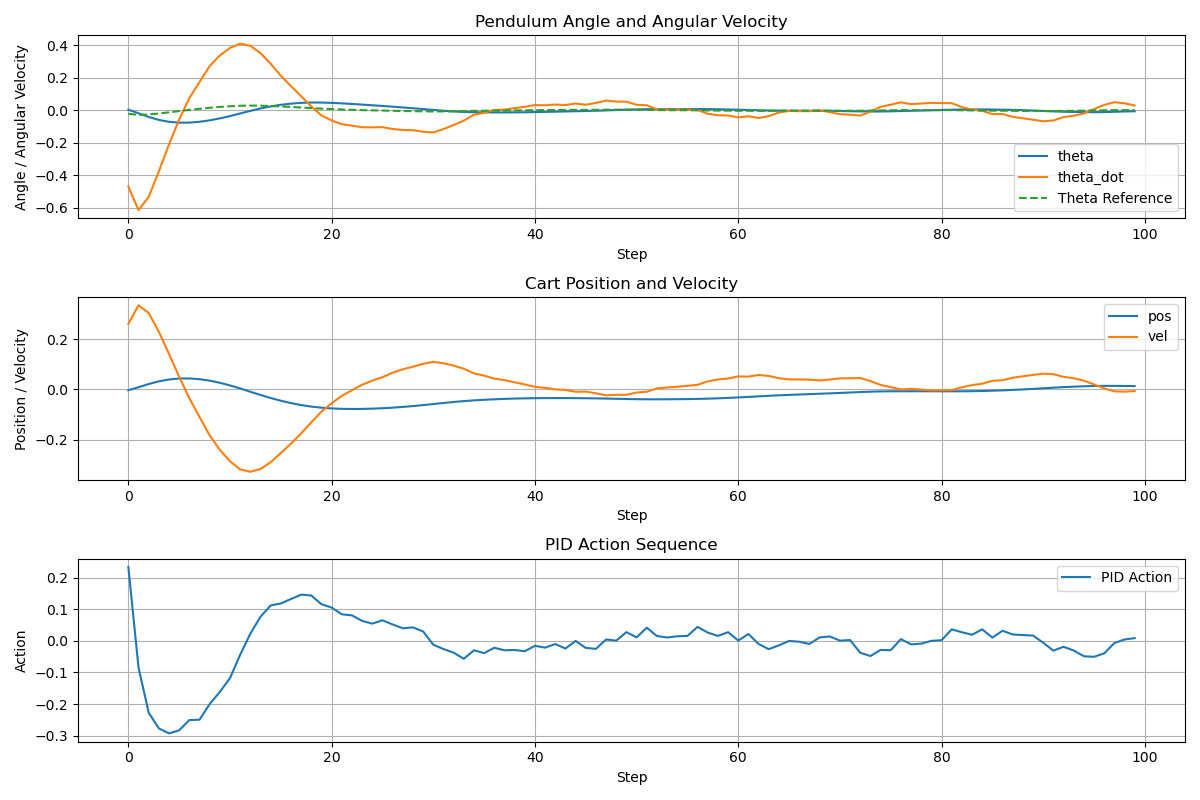 Pendulum Angle and Angular Velocity
Angle / Angular Velocity
0.4
0.2
0.0
−0.2
−0.4
−0.6
theta
theta_dot
Theta Reference
0 20 40 60 80 100
Step
Cart Position and Velocity
Position / Velocity
0.2
0.0
−0.2
pos
vel
0 20 40 60 80 100
Step
PID Action Sequence
Action
0.2
0.1
0.0
−0.1
−0.2
−0.3
PID Action
0 20 40 60 80 100
Step